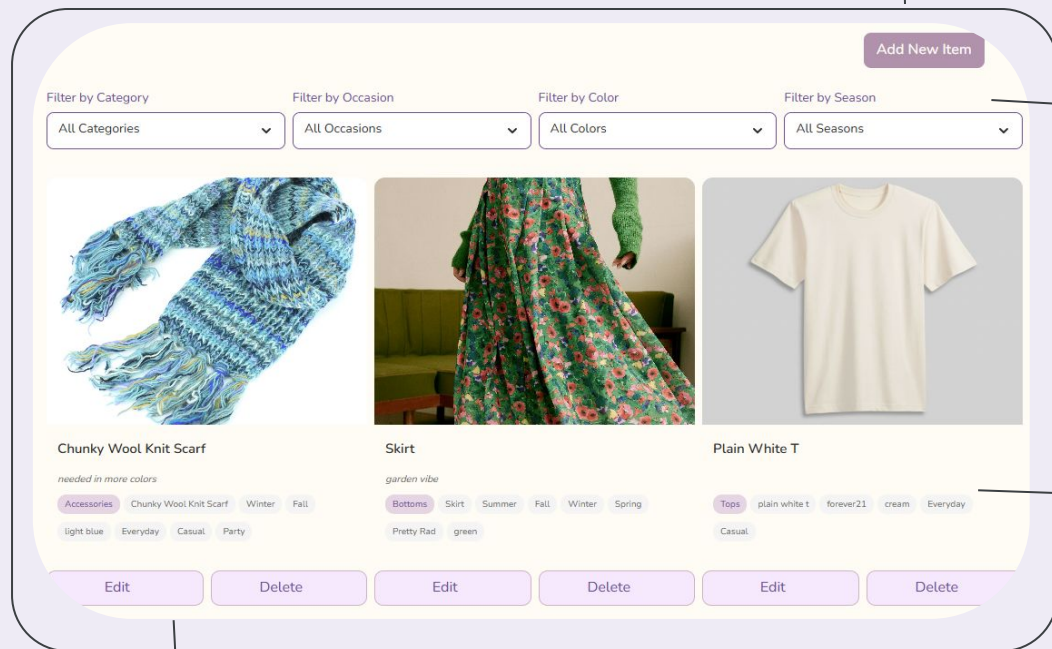 Add New Item
Filter by Category Filter by Occasion Filter by Color Filter by Season
All Categories All Occasions All Colors All Seasons
Chunky Wool Knit Scarf Skirt Plain White T
needed in more colors garden vibe
Accessories Chunky Wool Knit Scarf Winter Fall Bottoms Skirt Summer Fall Winter Spring Tops plain white t forever21 cream Everyday
light blue Everyday Casual Party Pretty Rad green Casual
Edit Delete Edit Delete Edit Delete